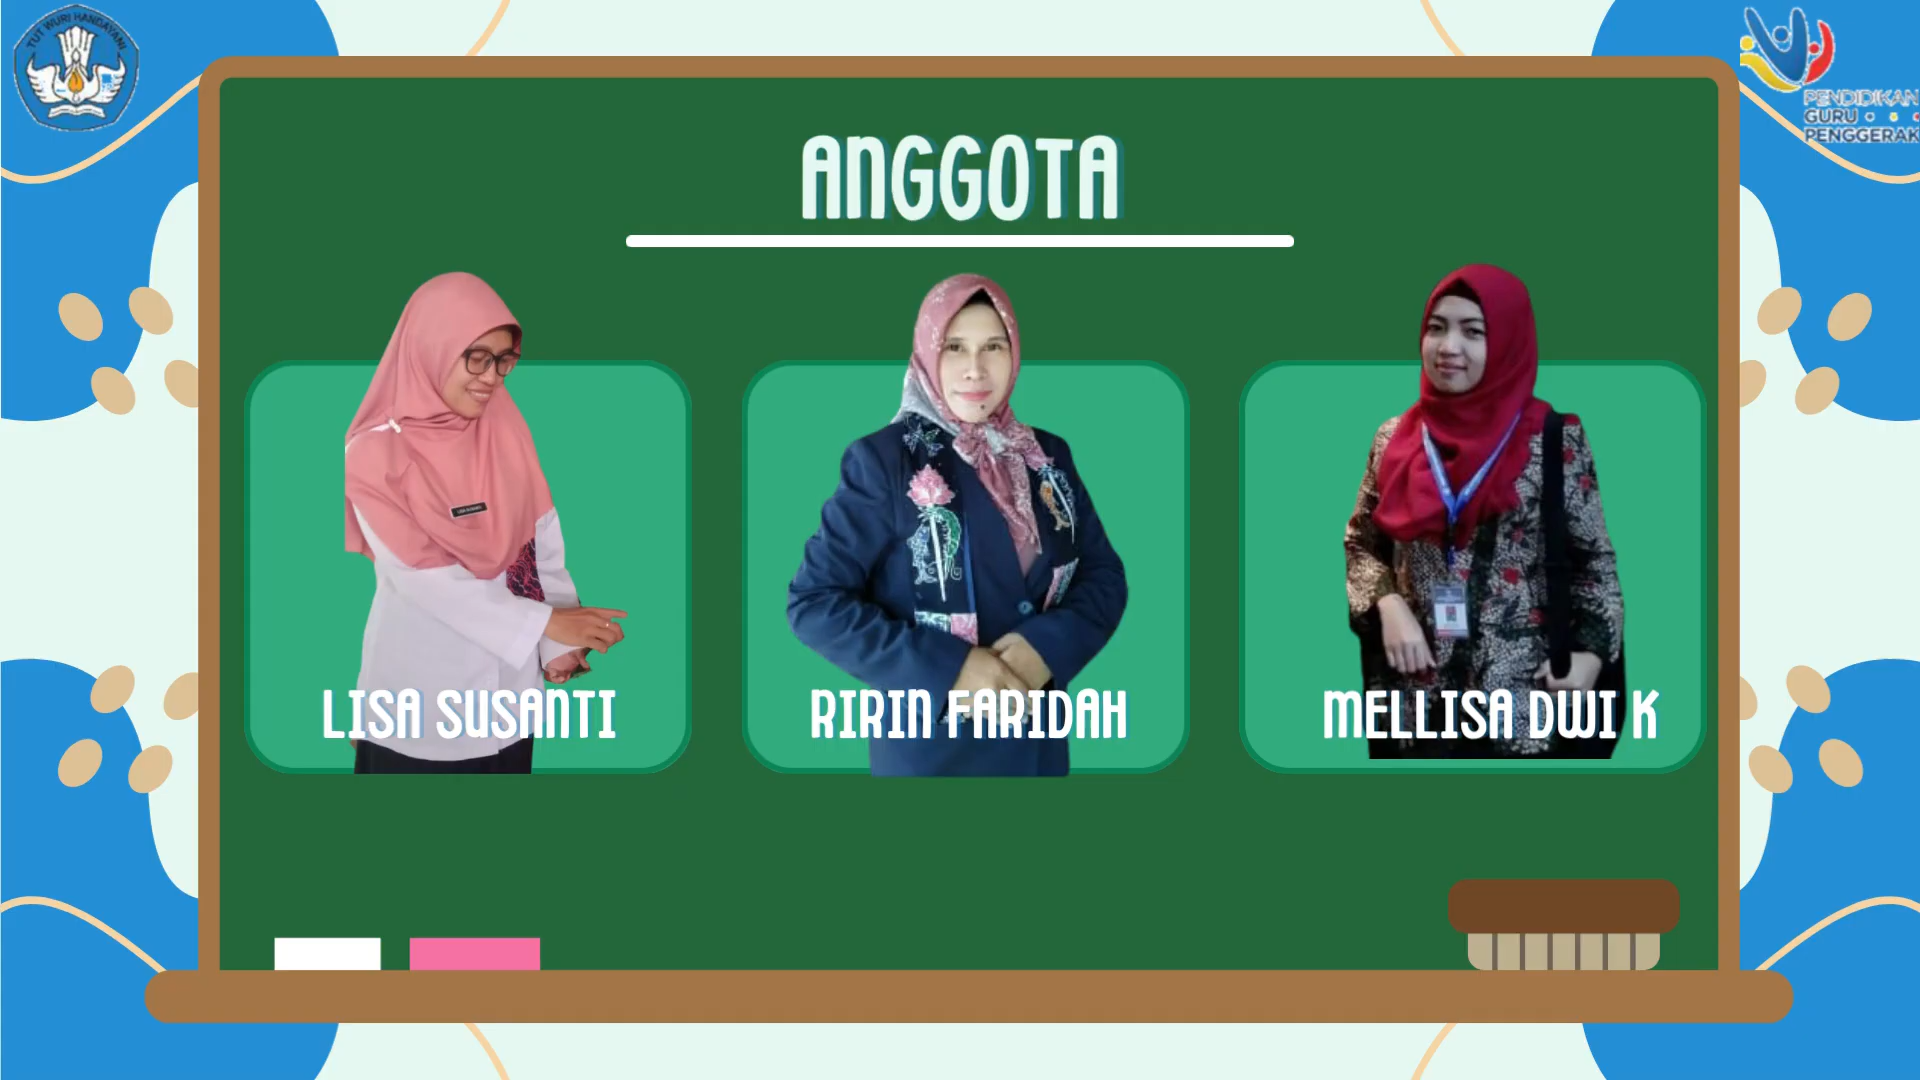 TUT WURI HANDAYANI
PENDIDIKAN
GURU
PENGGERAK
ANGGOTA
LISA SUSANTI
RIRIN FARIDAH
MELLISA DWI K